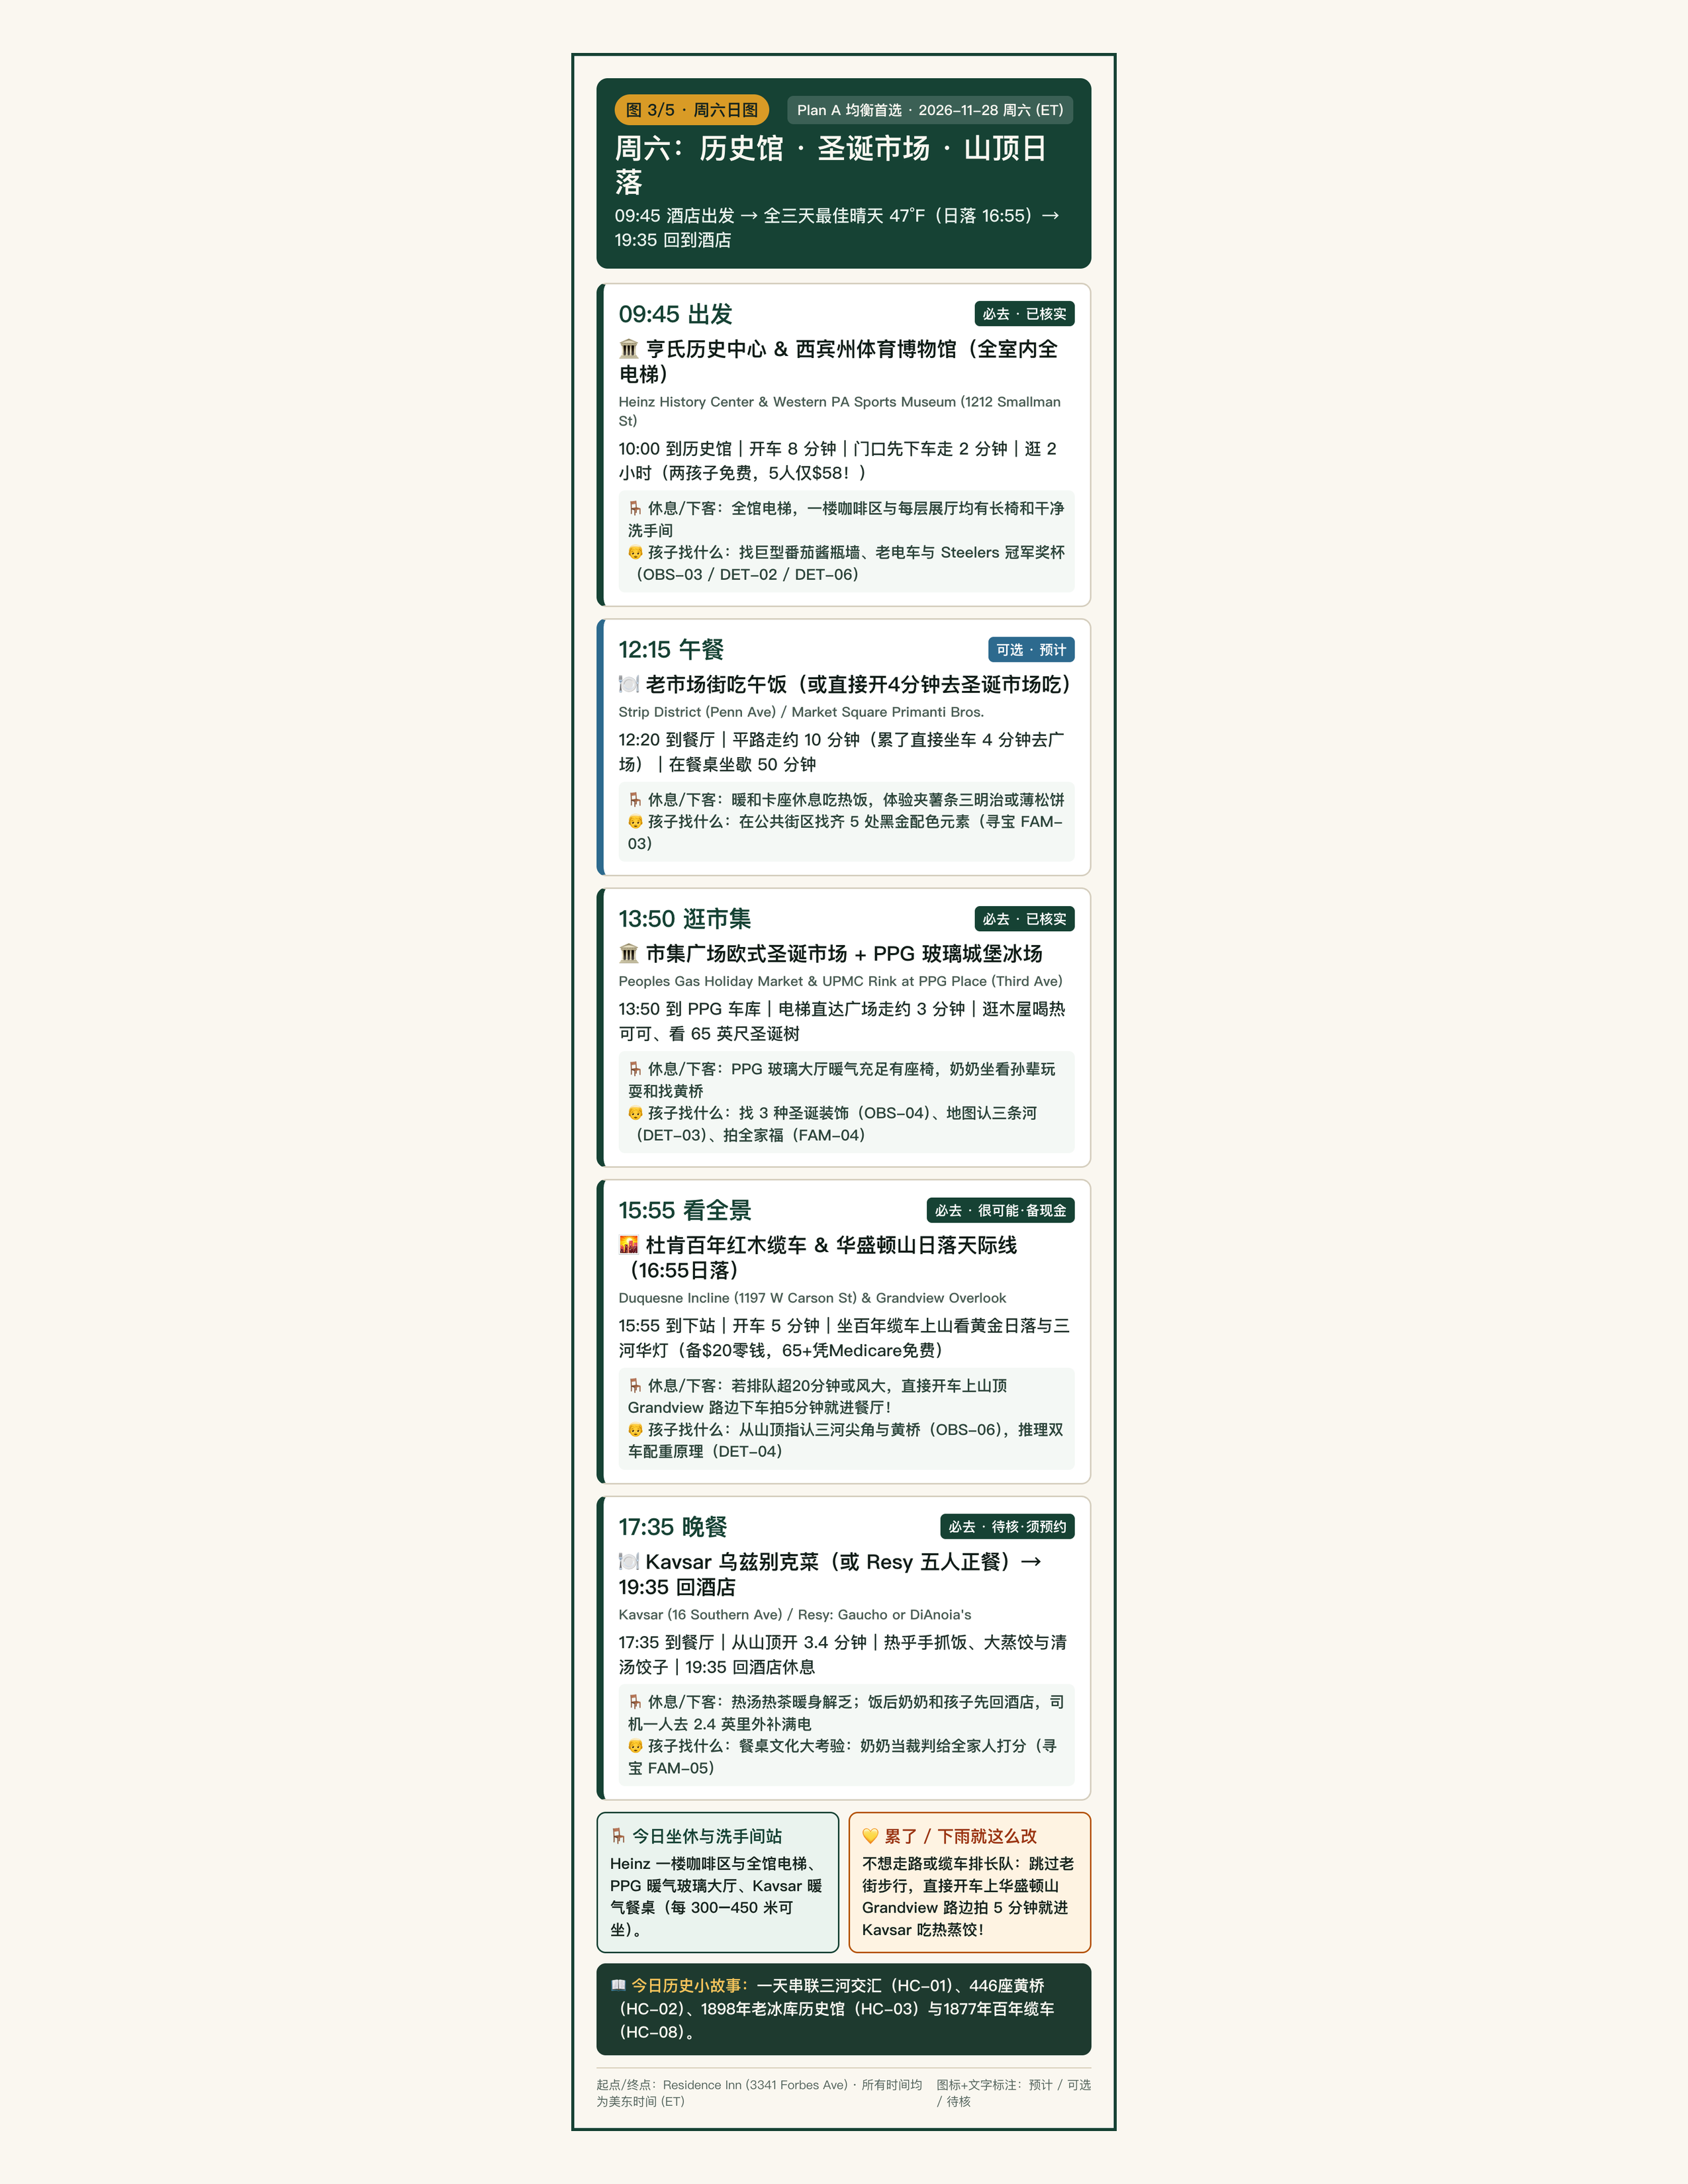 图 3/5 · 周六日图
Plan A 均衡首选 · 2026-11-28 周六 (ET)
周六：历史馆 · 圣诞市场 · 山顶日
落
09:45 酒店出发 → 全三天最佳晴天 47°F（日落 16:55）→
19:35 回到酒店
09:45 出发
必去 · 已核实
🏛️ 亨氏历史中心 & 西宾州体育博物馆（全室内全
电梯）
Heinz History Center & Western PA Sports Museum (1212 Smallman
St)
10:00 到历史馆｜开车 8 分钟｜门口先下车走 2 分钟｜逛 2
小时（两孩子免费，5人仅$58！）
🪑 休息/下客：全馆电梯，一楼咖啡区与每层展厅均有长椅和干净
洗手间
👦 孩子找什么：找巨型番茄酱瓶墙、老电车与 Steelers 冠军奖杯
（OBS-03 / DET-02 / DET-06）
12:15 午餐
可选 · 预计
🍽️ 老市场街吃午饭（或直接开4分钟去圣诞市场吃）
Strip District (Penn Ave) / Market Square Primanti Bros.
12:20 到餐厅｜平路走约 10 分钟（累了直接坐车 4 分钟去广
场）｜在餐桌坐歇 50 分钟
🪑 休息/下客：暖和卡座休息吃热饭，体验夹薯条三明治或薄松饼
👦 孩子找什么：在公共街区找齐 5 处黑金配色元素（寻宝 FAM-
03）
13:50 逛市集
必去 · 已核实
🏛️ 市集广场欧式圣诞市场 + PPG 玻璃城堡冰场
Peoples Gas Holiday Market & UPMC Rink at PPG Place (Third Ave)
13:50 到 PPG 车库｜电梯直达广场走约 3 分钟｜逛木屋喝热
可可、看 65 英尺圣诞树
🪑 休息/下客：PPG 玻璃大厅暖气充足有座椅，奶奶坐看孙辈玩
耍和找黄桥
👦 孩子找什么：找 3 种圣诞装饰（OBS-04）、地图认三条河
（DET-03）、拍全家福（FAM-04）
15:55 看全景
必去 · 很可能·备现金
🌇 杜肯百年红木缆车 & 华盛顿山日落天际线
（16:55日落）
Duquesne Incline (1197 W Carson St) & Grandview Overlook
15:55 到下站｜开车 5 分钟｜坐百年缆车上山看黄金日落与三
河华灯（备$20零钱，65+凭Medicare免费）
🪑 休息/下客：若排队超20分钟或风大，直接开车上山顶
Grandview 路边下车拍5分钟就进餐厅！
👦 孩子找什么：从山顶指认三河尖角与黄桥（OBS-06），推理双
车配重原理（DET-04）
17:35 晚餐
必去 · 待核·须预约
🍽️ Kavsar 乌兹别克菜（或 Resy 五人正餐）→
19:35 回酒店
Kavsar (16 Southern Ave) / Resy: Gaucho or DiAnoia's
17:35 到餐厅｜从山顶开 3.4 分钟｜热乎手抓饭、大蒸饺与清
汤饺子｜19:35 回酒店休息
🪑 休息/下客：热汤热茶暖身解乏；饭后奶奶和孩子先回酒店，司
机一人去 2.4 英里外补满电
👦 孩子找什么：餐桌文化大考验：奶奶当裁判给全家人打分（寻
宝 FAM-05）
🪑 今日坐休与洗手间站
Heinz 一楼咖啡区与全馆电梯、
PPG 暖气玻璃大厅、Kavsar 暖
气餐桌（每 300–450 米可
坐）。
💛 累了 / 下雨就这么改
不想走路或缆车排长队：跳过老
街步行，直接开车上华盛顿山
Grandview 路边拍 5 分钟就进
Kavsar 吃热蒸饺！
📖 今日历史小故事：一天串联三河交汇（HC-01）、446座黄桥
（HC-02）、1898年老冰库历史馆（HC-03）与1877年百年缆车
（HC-08）。
起点/终点：Residence Inn (3341 Forbes Ave) · 所有时间均
为美东时间 (ET)
图标+文字标注：预计 / 可选
/ 待核